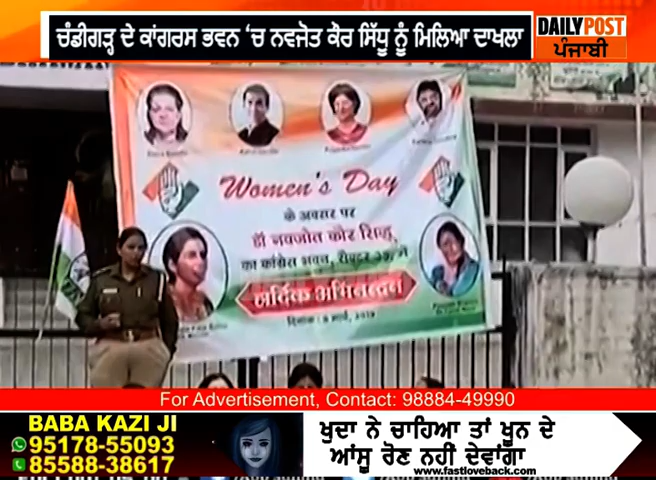 ਚੰਡੀਗੜ੍ਹ ਦੇ ਕਾਂਗਰਸ ਭਵਨ 'ਚ ਨਵਜੋਤ ਕੌਰ ਸਿੱਧੂ ਨੂੰ ਮਿਲਿਆ ਦਾਖਲਾ
DAILY POST
ਪੰਜਾਬੀ
Women's Day
के अवसर पर
डॉ नवजोत कौर सिद्धू
का कांग्रेस भवन, सैक्टर में
हार्दिक अभिनन्दन
दिनांक : मार्च,
For Advertisement, Contact: 98884-49990
BABA KAZI JI
95178-55093
85588-38617
ਖੁਦਾ ਨੇ ਚਾਹਿਆ ਤਾਂ ਖੂਨ ਦੇ
ਆਂਸੂ ਰੋਣ ਨਹੀ ਦੇਵਾਂਗਾ
www.fastloveback.com